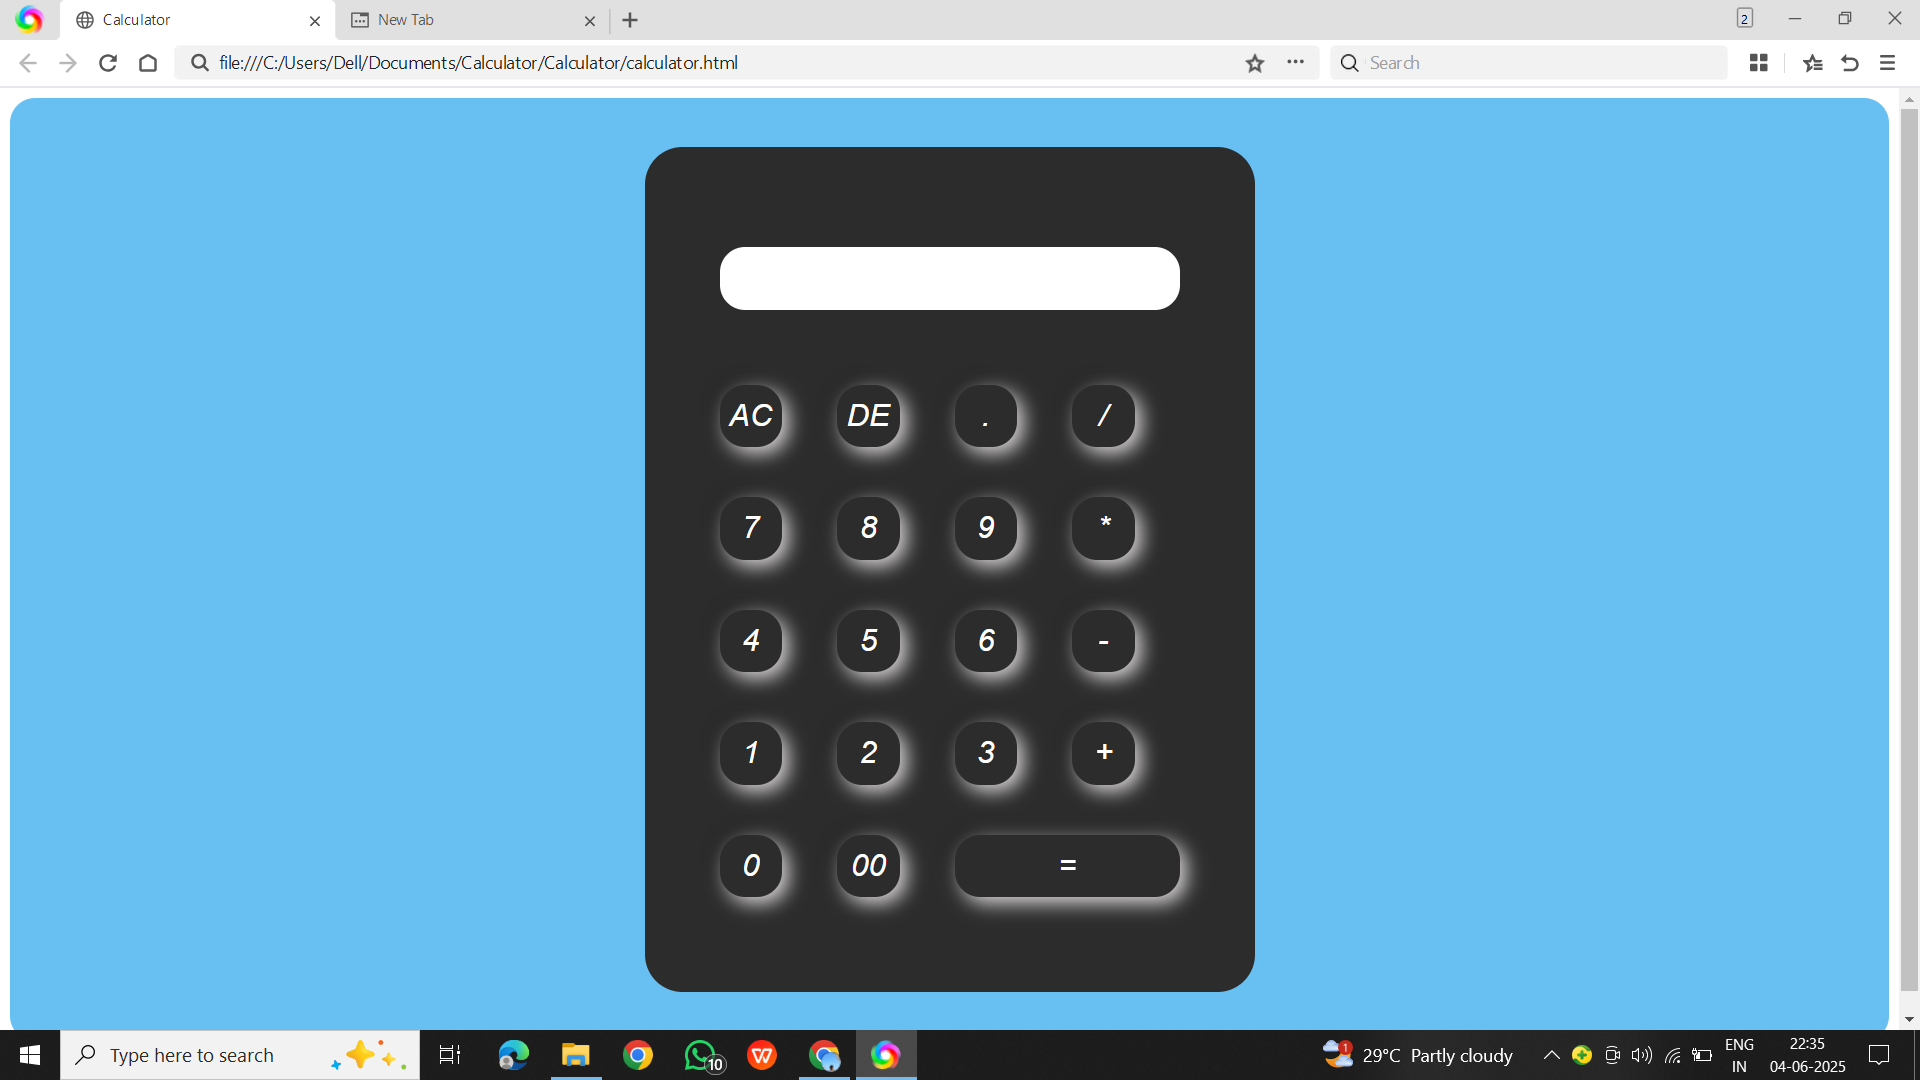 Calculator
New Tab
2
file:///C:/Users/Dell/Documents/Calculator/Calculator/calculator.html
Search
AC DE . /
7 8 9 *
4 5 6 -
1 2 3 +
0 00 =
Type here to search
10
W
1
29°C Partly cloudy
ENG
IN
22:35
04-06-2025